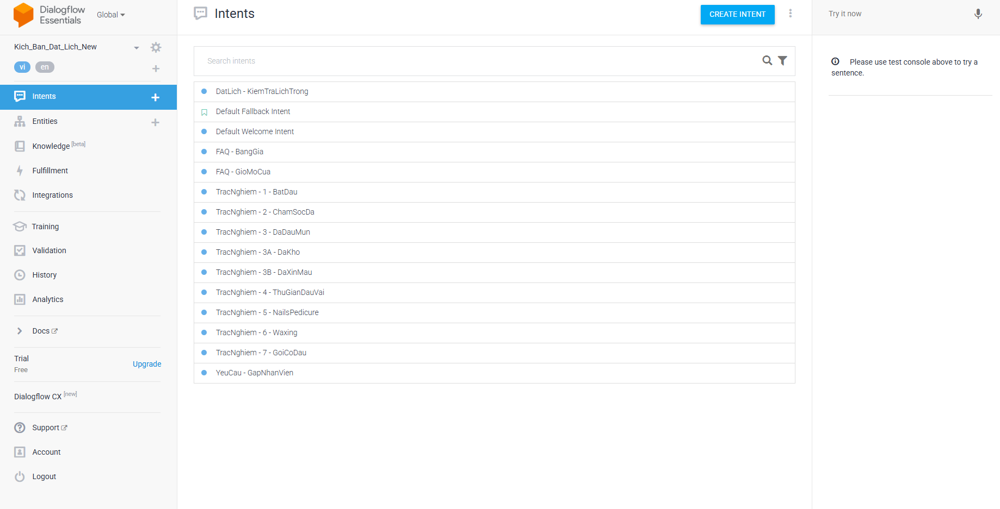 Dialogflow
Essentials
Global
Kich_Ban_Dat_Lich_New
vi
en
Intents
Entities
Knowledge [beta]
Fulfillment
Integrations
Training
Validation
History
Analytics
Docs
Trial
Free
Upgrade
Dialogflow CX [new]
Support
Account
Logout
Intents
CREATE INTENT
Search intents
DatLich - KiemTraLichTrong
Default Fallback Intent
Default Welcome Intent
FAQ - BangGia
FAQ - GioMoCua
TracNghiem - 1 - BatDau
TracNghiem - 2 - ChamSocDa
TracNghiem - 3 - DaDauMun
TracNghiem - 3A - DaKho
TracNghiem - 3B - DaXinMau
TracNghiem - 4 - ThuGianDauVai
TracNghiem - 5 - NailsPedicure
TracNghiem - 6 - Waxing
TracNghiem - 7 - GoiCoDau
YeuCau - GapNhanVien
Try it now
Please use test console above to try a
sentence.